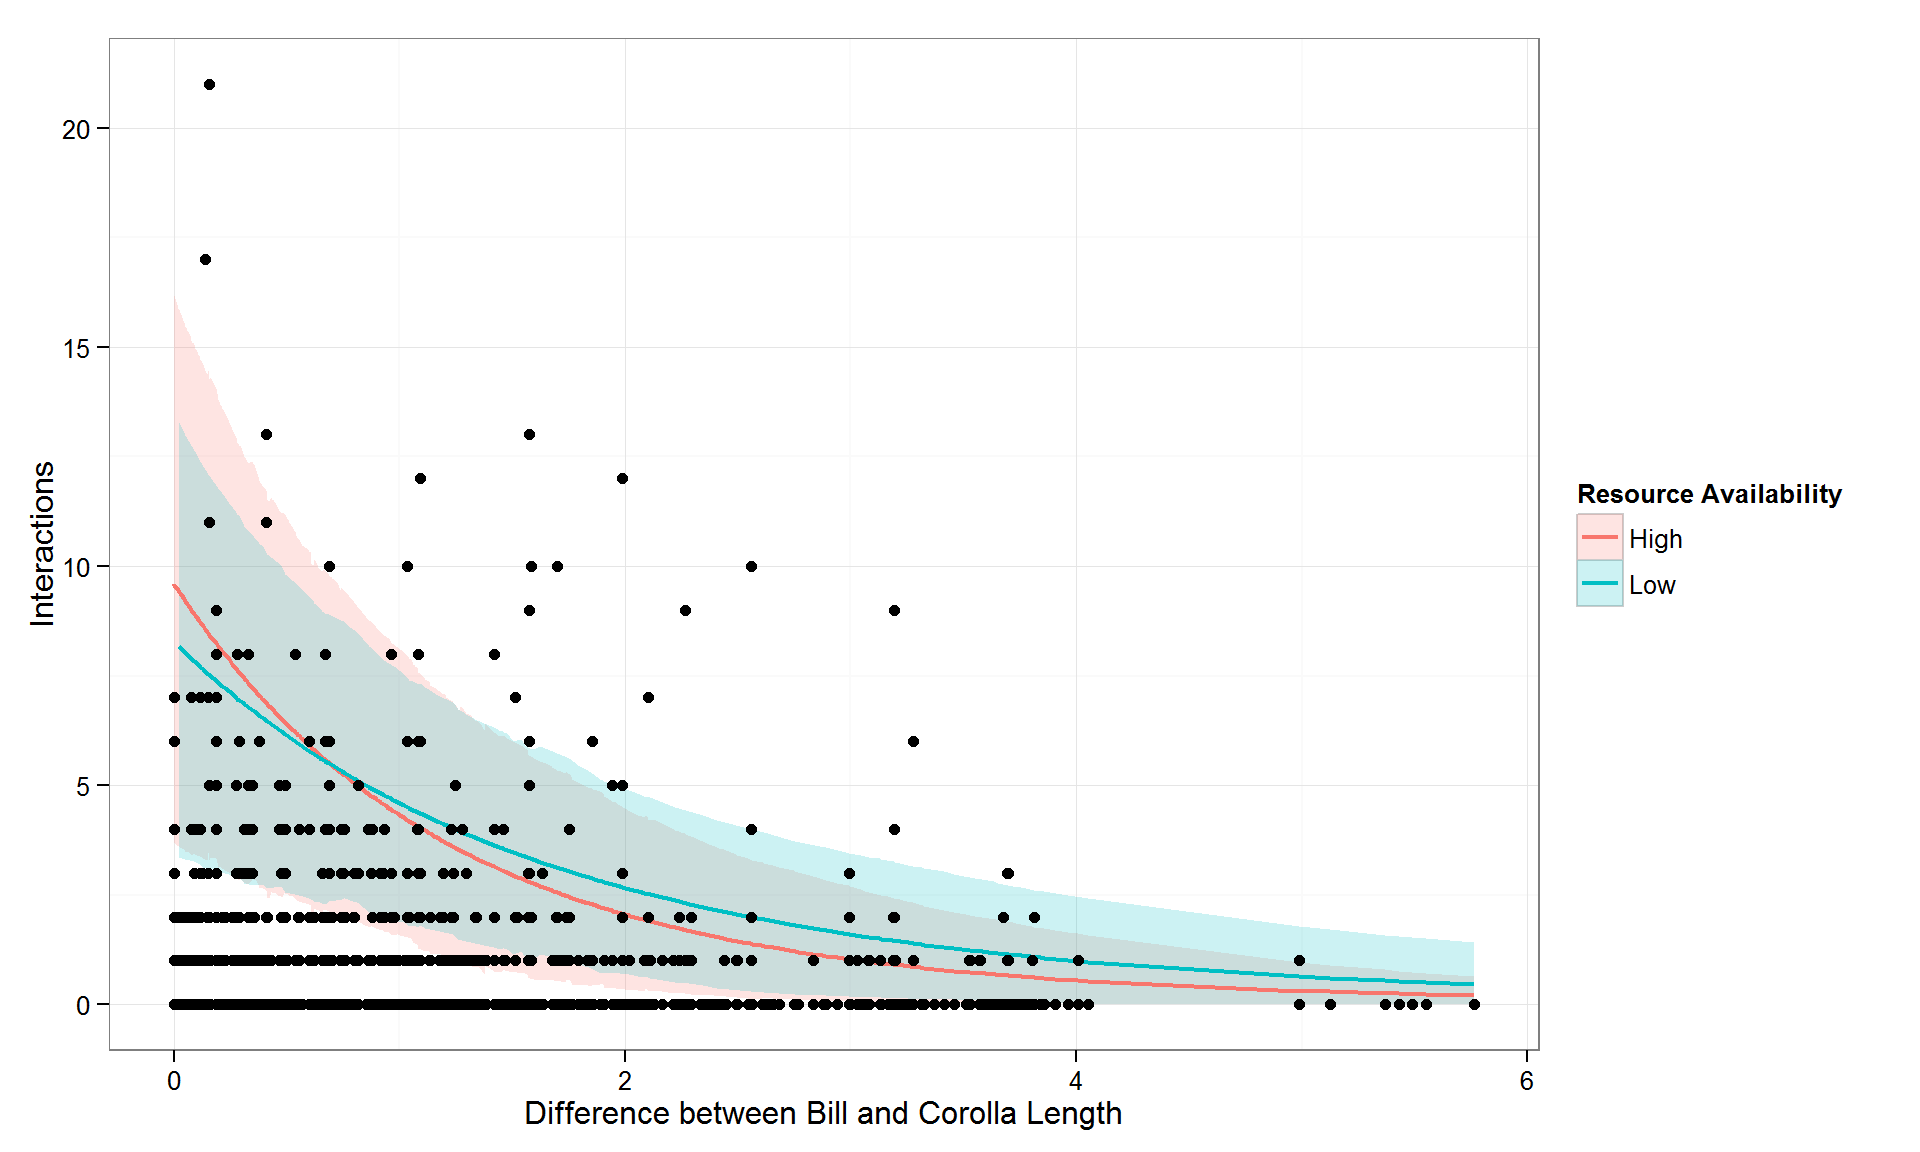 20
15
10
5
0
Interactions
0 2 4 6
Difference between Bill and Corolla Length
Resource Availability
High
Low